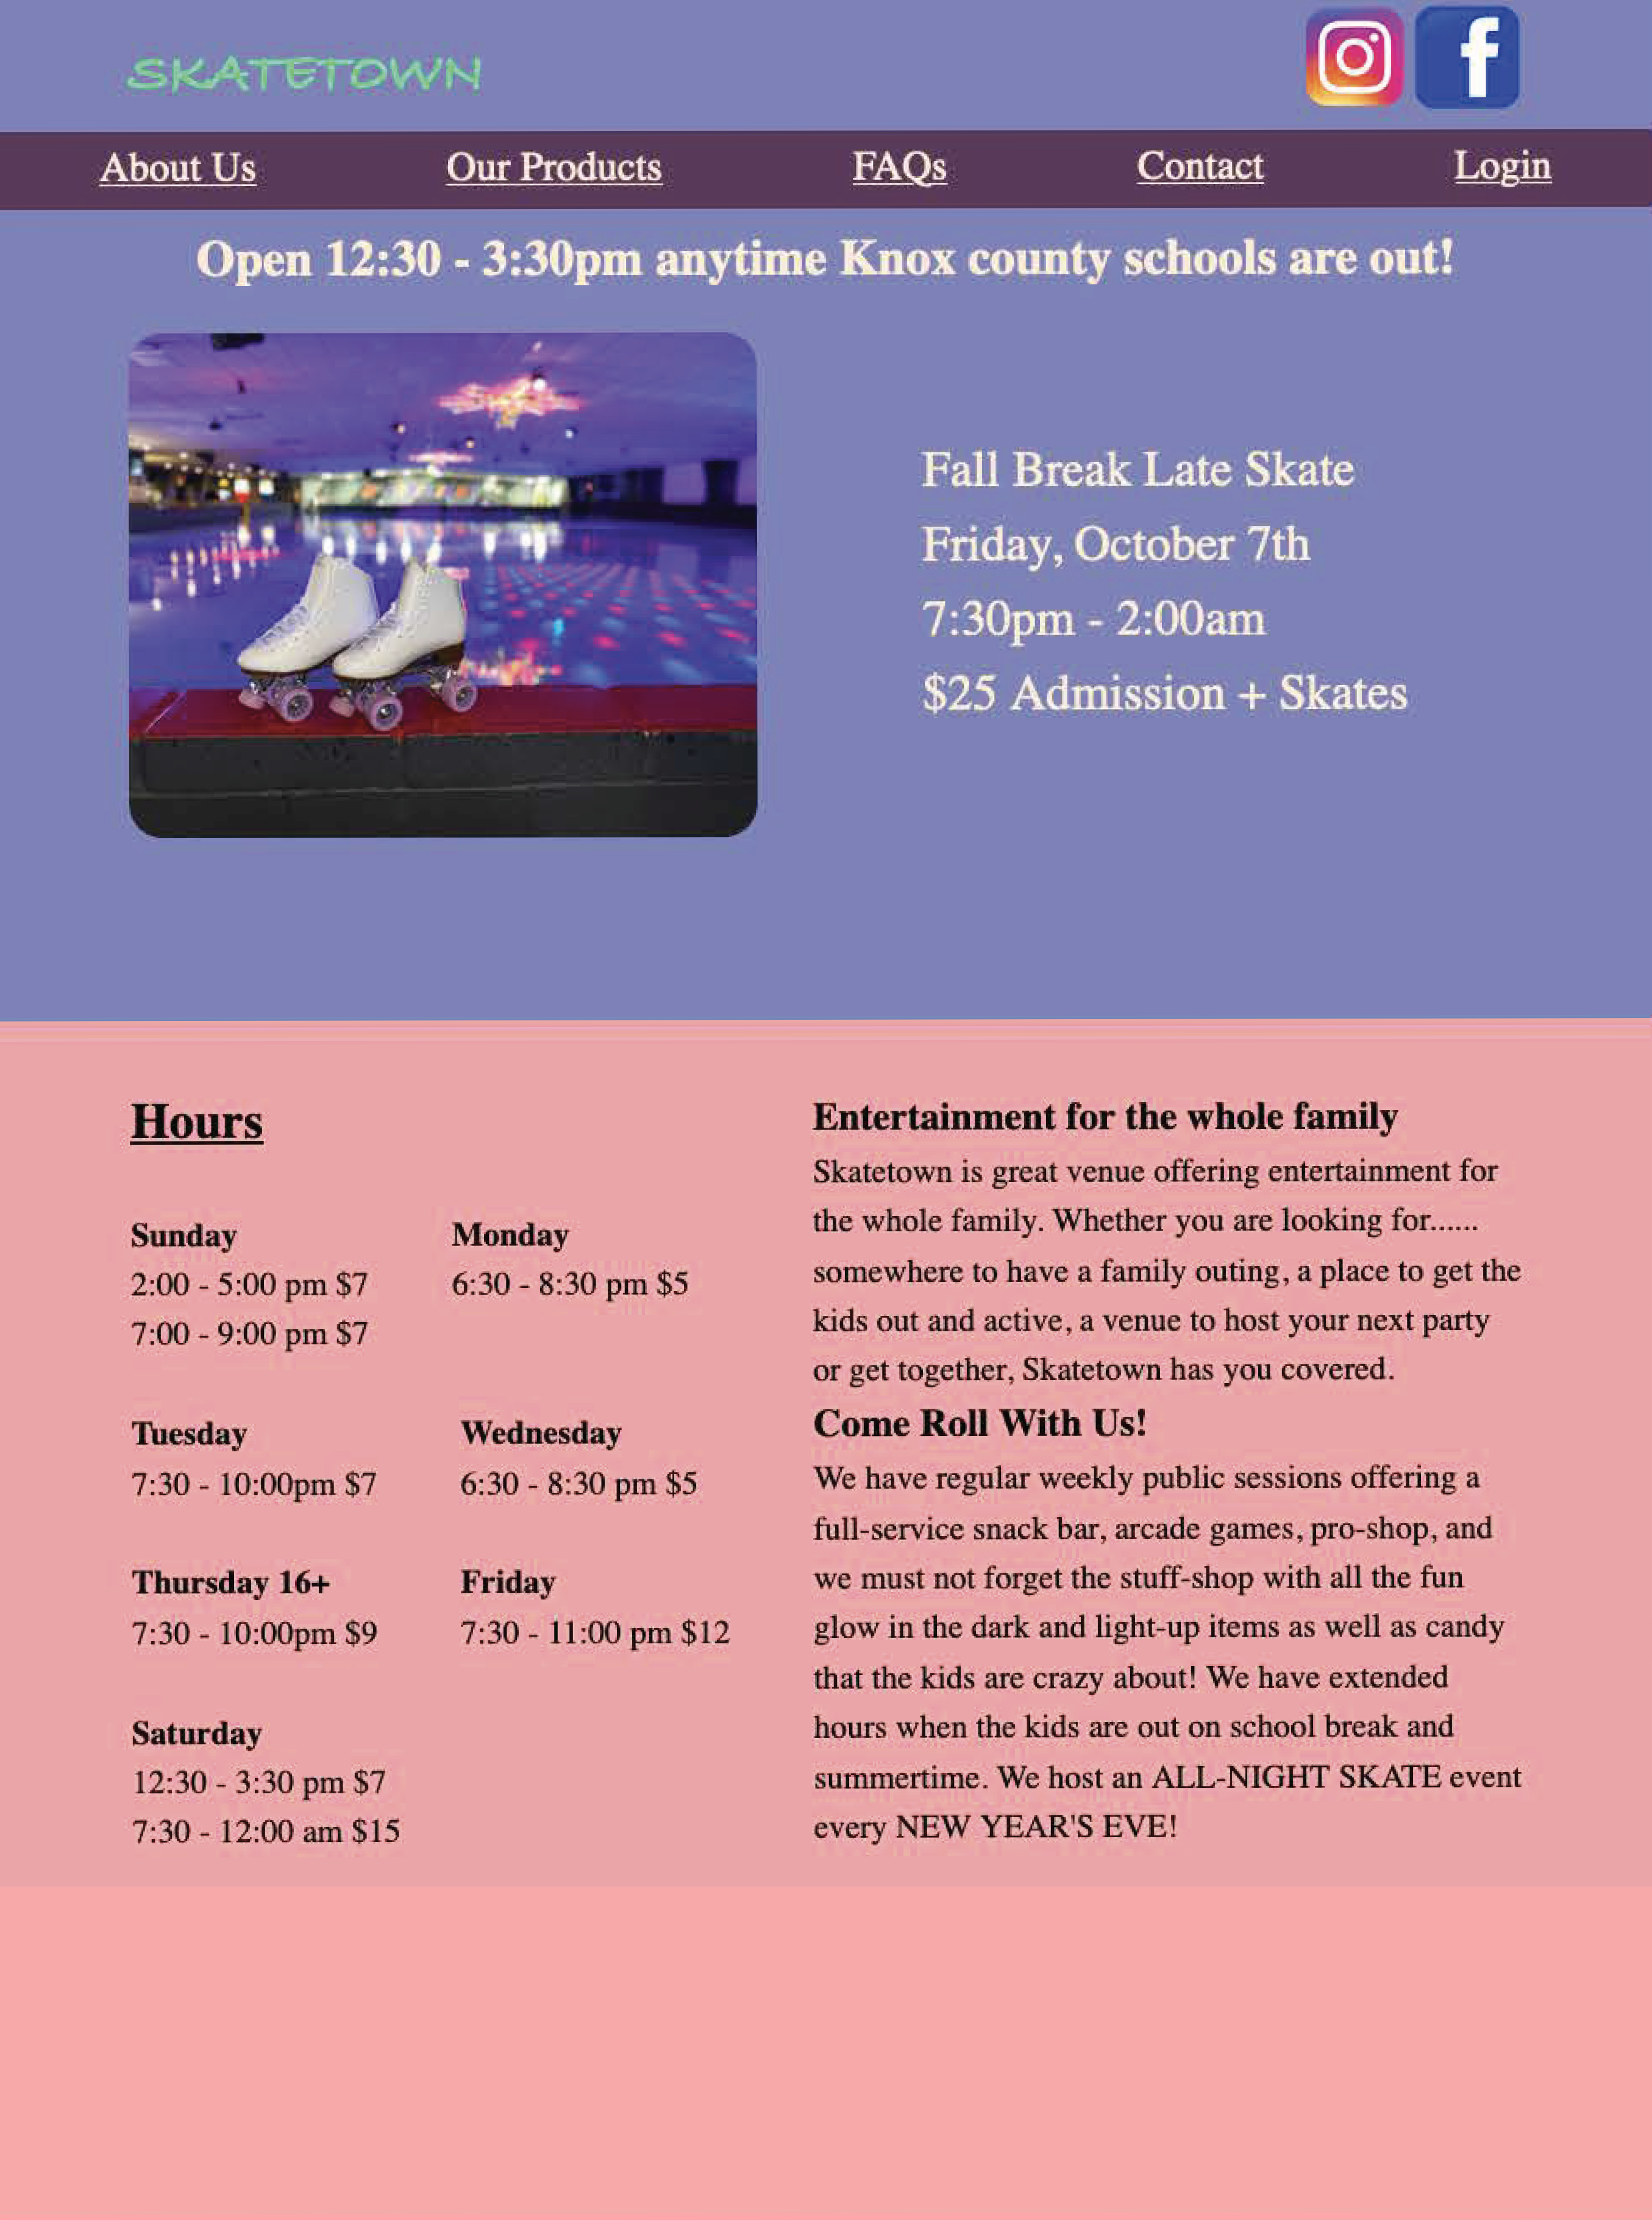 SKATETOWN
About Us
Our Products
FAQs
Contact
Login
Open 12:30 - 3:30pm anytime Knox county schools are out!
Fall Break Late Skate
Friday, October 7th
7:30pm - 2:00am
$25 Admission + Skates
Hours
Sunday
2:00 - 5:00 pm $7
7:00 - 9:00 pm $7
Monday
6:30 - 8:30 pm $5
Tuesday
7:30 - 10:00pm $7
Wednesday
6:30 - 8:30 pm $5
Thursday 16+
7:30 - 10:00pm $9
Friday
7:30 - 11:00 pm $12
Saturday
12:30 - 3:30 pm $7
7:30 - 12:00 am $15
Entertainment for the whole family
Skatetown is great venue offering entertainment for
the whole family. Whether you are looking for......
somewhere to have a family outing, a place to get the
kids out and active, a venue to host your next party
or get together, Skatetown has you covered.
Come Roll With Us!
We have regular weekly public sessions offering a
full-service snack bar, arcade games, pro-shop, and
we must not forget the stuff-shop with all the fun
glow in the dark and light-up items as well as candy
that the kids are crazy about! We have extended
hours when the kids are out on school break and
summertime. We host an ALL-NIGHT SKATE event
every NEW YEAR'S EVE!